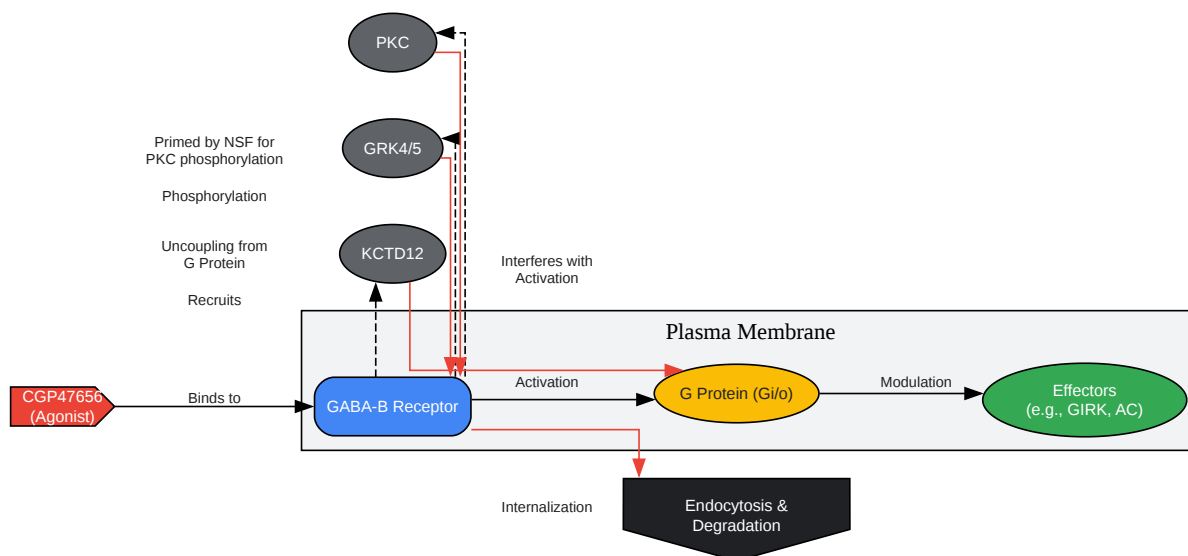 PKC
Primed by NSF for
PKC phosphorylation
GRK4/5
Phosphorylation
Uncoupling from
G Protein
KCTD12
Interferes with
Activation
Recruits
Plasma Membrane
CGP47656
(Agonist)
Binds to
GABA-B Receptor
Activation
G Protein (Gi/o)
Modulation
Effectors
(e.g., GIRK, AC)
Internalization
Endocytosis &
Degradation